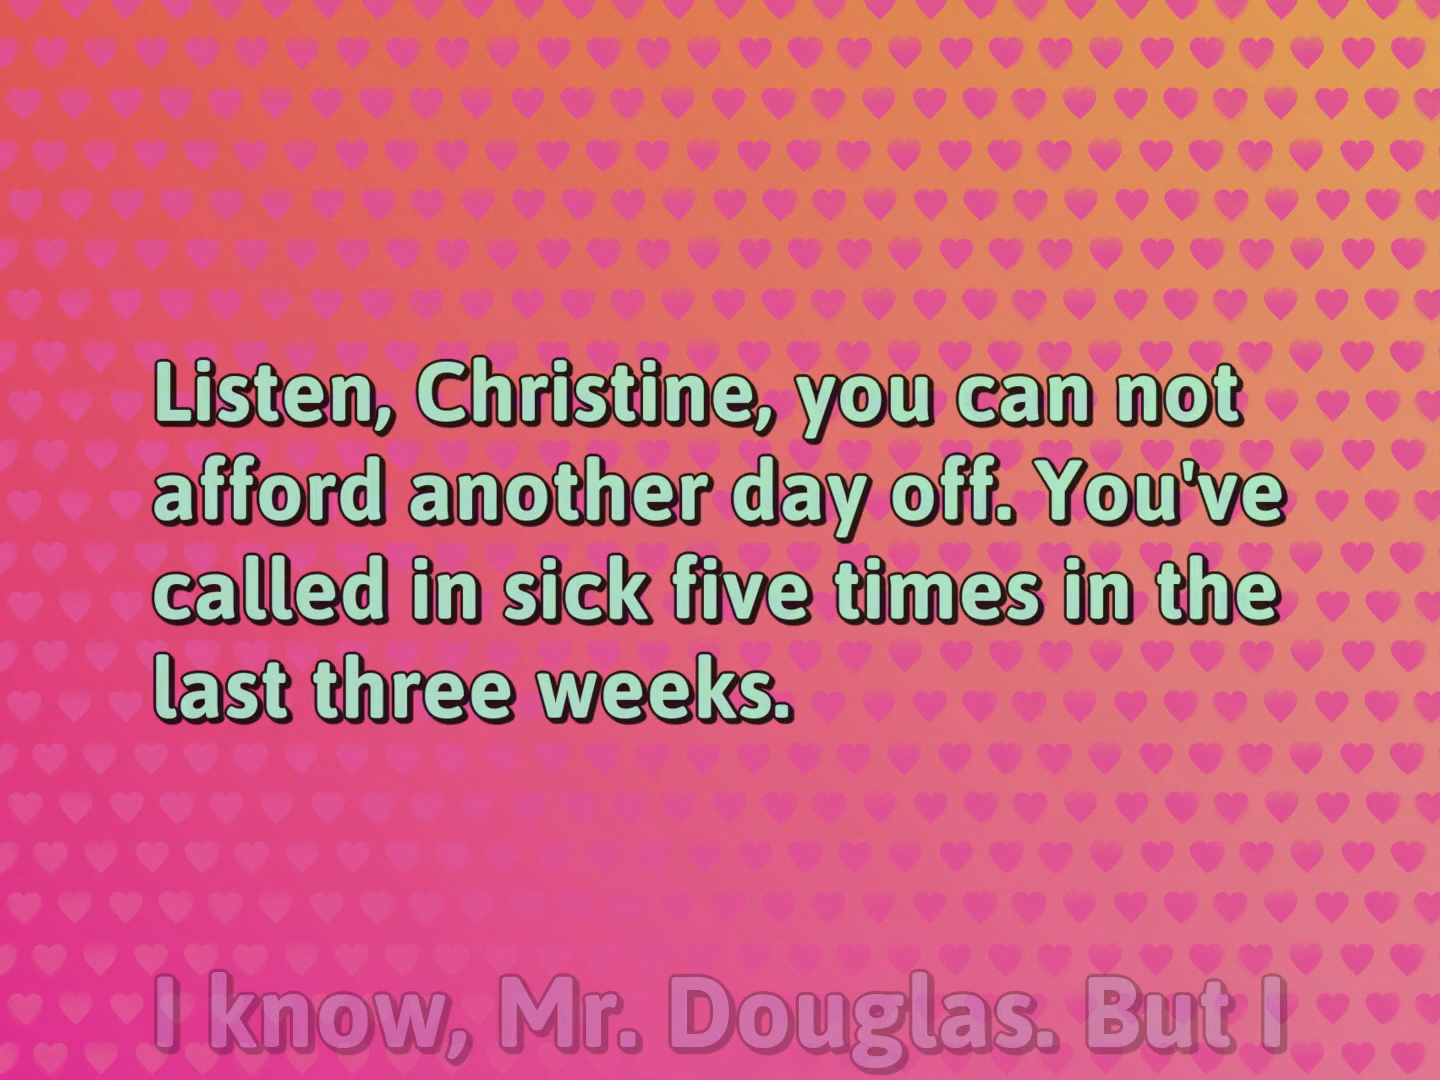 Listen, Christine, you can not
afford another day off. You've
called in sick five times in the
last three weeks.
I know, Mr. Douglas. But I